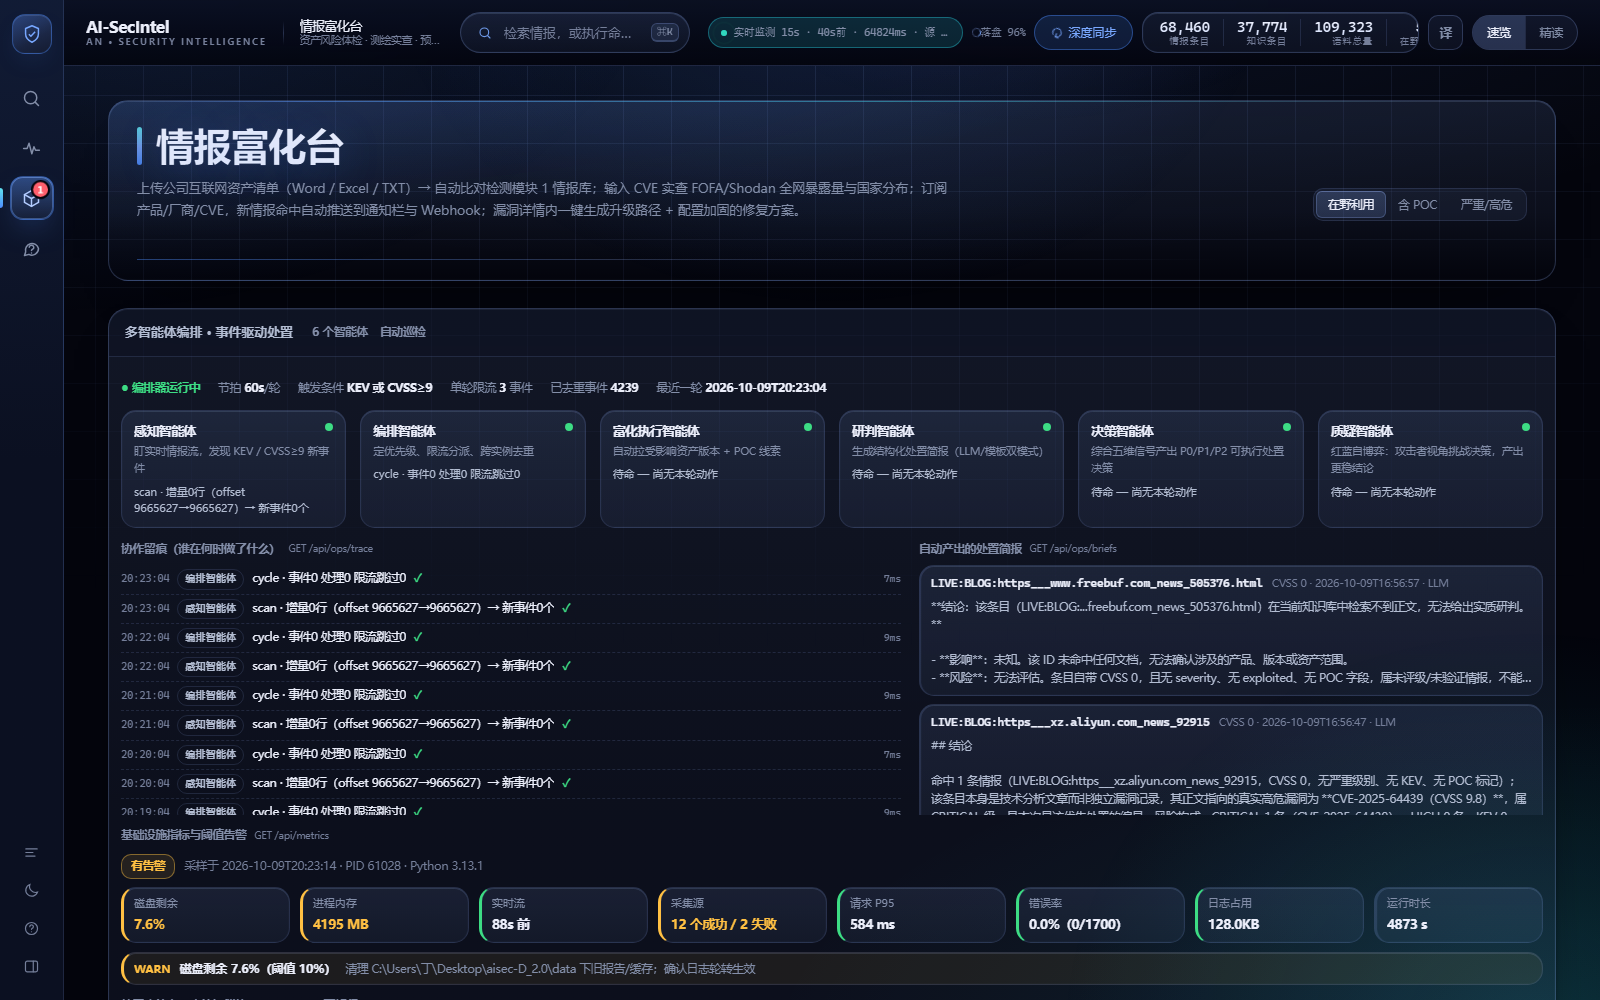 AI-SecIntel
AN • SECURITY INTELLIGENCE
情报富化台
资产风险体检 · 测绘实查 · 预...
检索情报，或执行命... ⌘K
实时监测 15s · 40s前 · 64824ms · 源 …
落盘 96%
深度同步
68,460
情报条目
37,774
知识条目
109,323
语料总量
在野
译
速览
精读
1
情报富化台
上传公司互联网资产清单（Word / Excel / TXT）→ 自动比对检测模块 1 情报库；输入 CVE 实查 FOFA/Shodan 全网暴露量与国家分布；订阅
产品/厂商/CVE，新情报命中自动推送到通知栏与 Webhook；漏洞详情内一键生成升级路径 + 配置加固的修复方案。
在野利用
含 POC
严重/高危
多智能体编排 • 事件驱动处置 6 个智能体 自动巡检
编排器运行中 节拍 60s/轮 触发条件 KEV 或 CVSS≥9 单轮限流 3 事件 已去重事件 4239 最近一轮 2026-10-09T20:23:04
感知智能体
盯实时情报流，发现 KEV / CVSS≥9 新事
件
scan · 增量0行（offset
9665627→9665627）→ 新事件0个
编排智能体
定优先级、限流分派、跨实例去重
cycle · 事件0 处理0 限流跳过0
富化执行智能体
自动拉受影响资产版本 + POC 线索
待命 — 尚无本轮动作
研判智能体
生成结构化处置简报（LLM/模板双模式）
待命 — 尚无本轮动作
决策智能体
综合五维信号产出 P0/P1/P2 可执行处置
决策
待命 — 尚无本轮动作
质疑智能体
红蓝自博弈：攻击者视角挑战决策，产出
更稳结论
待命 — 尚无本轮动作
协作留痕（谁在何时做了什么） GET /api/ops/trace
20:23:04 编排智能体 cycle · 事件0 处理0 限流跳过0 ✓ 7ms
20:23:04 感知智能体 scan · 增量0行（offset 9665627→9665627）→ 新事件0个 ✓
20:22:04 编排智能体 cycle · 事件0 处理0 限流跳过0 ✓ 9ms
20:22:04 感知智能体 scan · 增量0行（offset 9665627→9665627）→ 新事件0个 ✓
20:21:04 编排智能体 cycle · 事件0 处理0 限流跳过0 ✓ 9ms
20:21:04 感知智能体 scan · 增量0行（offset 9665627→9665627）→ 新事件0个 ✓
20:20:04 编排智能体 cycle · 事件0 处理0 限流跳过0 ✓ 7ms
20:20:04 感知智能体 scan · 增量0行（offset 9665627→9665627）→ 新事件0个 ✓
20:19:04 编排智能体 cycle · 事件0 处理0 限流跳过0 ✓ 9ms
自动产出的处置简报 GET /api/ops/briefs
LIVE:BLOG:https___www.freebuf.com_news_505376.html CVSS 0 · 2026-10-09T16:56:57 · LLM
**结论：该条目（LIVE:BLOG:...freebuf.com_news_505376.html）在当前知识库中检索不到正文，无法给出实质研判。
**
- **影响**：未知。该 ID 未命中任何文档，无法确认涉及的产品、版本或资产范围。
- **风险**：无法评估。条目自带 CVSS 0，且无 severity、无 exploited、无 POC 字段，属未评级/未验证情报，不能...
LIVE:BLOG:https___xz.aliyun.com_news_92915 CVSS 0 · 2026-10-09T16:56:47 · LLM
## 结论
命中 1 条情报（LIVE:BLOG:https___xz.aliyun.com_news_92915，CVSS 0，无严重级别、无 KEV、无 POC 标记）；
该条目本身是技术分析文章而非独立漏洞记录，其正文指向的真实高危漏洞为 **CVE-2025-64439（CVSS 9.8）**，属
基础设施指标与阈值告警 GET /api/metrics
有告警 采样于 2026-10-09T20:23:14 · PID 61028 · Python 3.13.1
磁盘剩余
7.6%
进程内存
4195 MB
实时流
88s 前
采集源
12 个成功 / 2 失败
请求 P95
584 ms
错误率
0.0%（0/1700）
日志占用
128.0KB
运行时长
4873 s
WARN 磁盘剩余 7.6%（阈值 10%） 清理 C:\Users\丁\Desktop\aisec-D_2.0\data 下旧报告/缓存；确认日志轮转生效